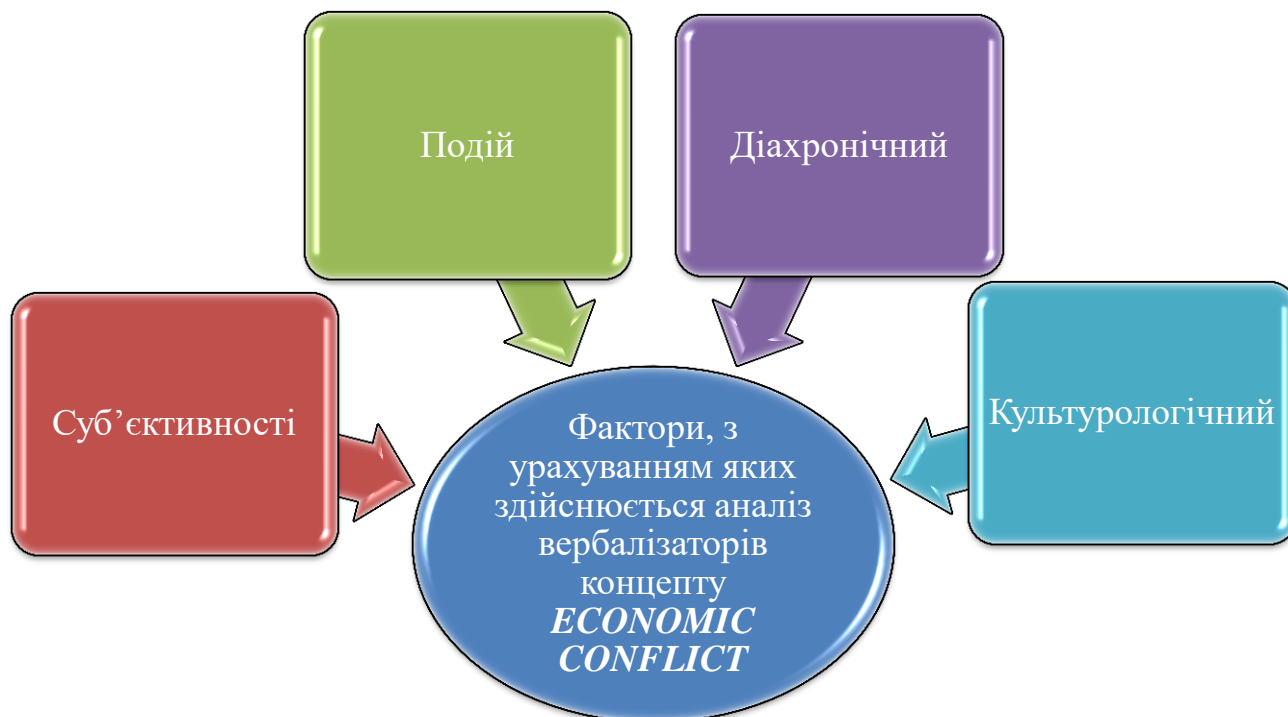 Подій
Діахронічний
Суб’єктивності
Культурологічний
Фактори, з
урахуванням яких
здійснюється аналіз
вербалізаторів
концепту
ECONOMIC
CONFLICT